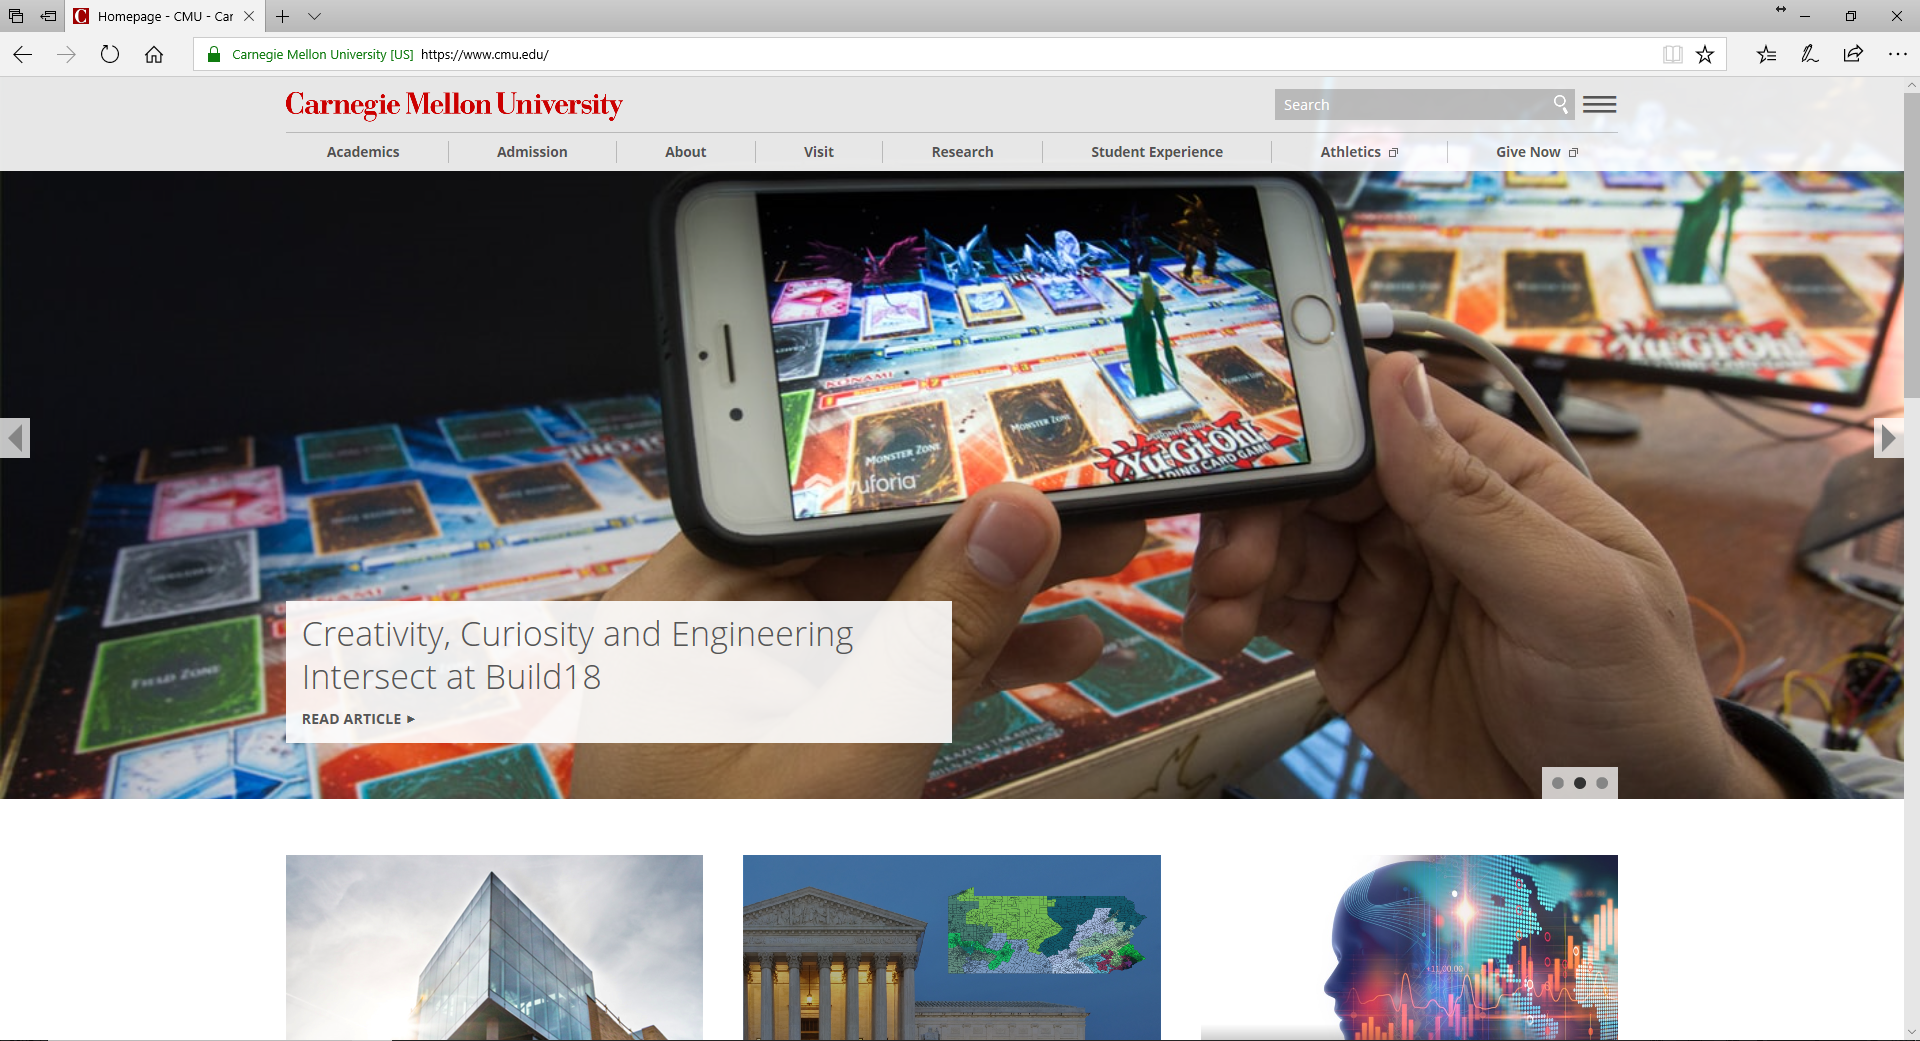 Homepage - CMU - Car
Carnegie Mellon University [US] https://www.cmu.edu/
Carnegie Mellon University
Search
Academics
Admission
About
Visit
Research
Student Experience
Athletics
Give Now
KONAMI
MONSTER ZONE
MONSTER ZONE
Yu-Gi-Oh!
TRADING CARD GAME
vuforia
Yu-Gi-Oh!
FIELD ZONE
Creativity, Curiosity and Engineering
Intersect at Build18
READ ARTICLE